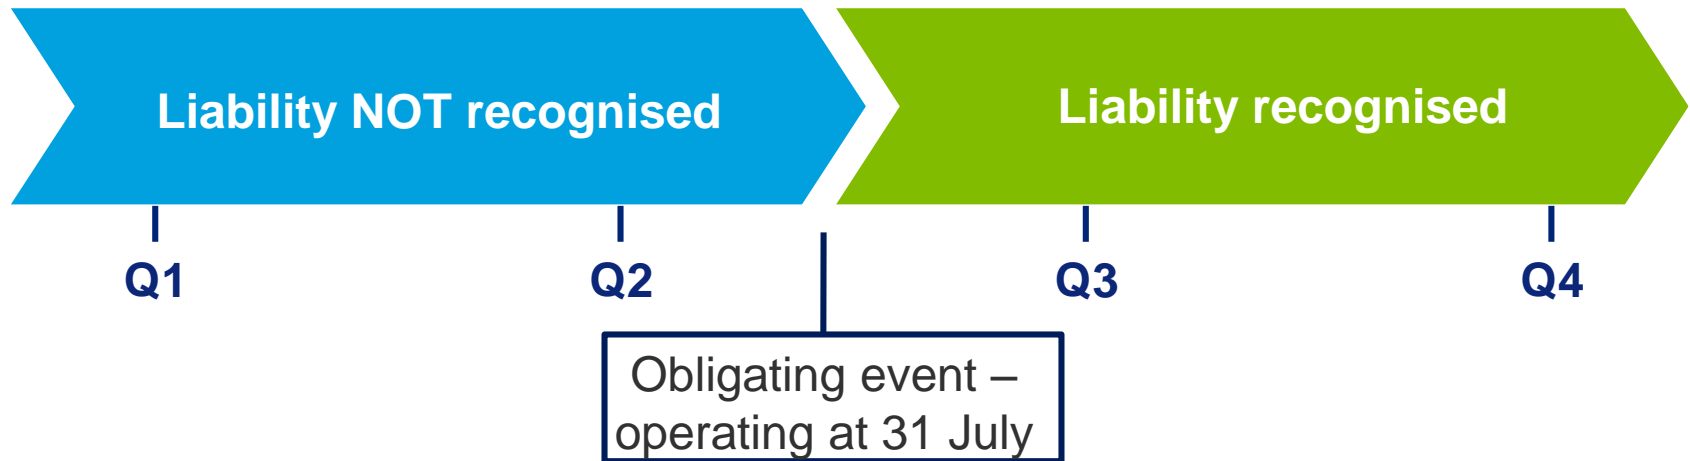 Liability NOT recognised
Liability recognised
Q1
Q2
Q3
Q4
Obligating event –
operating at 31 July